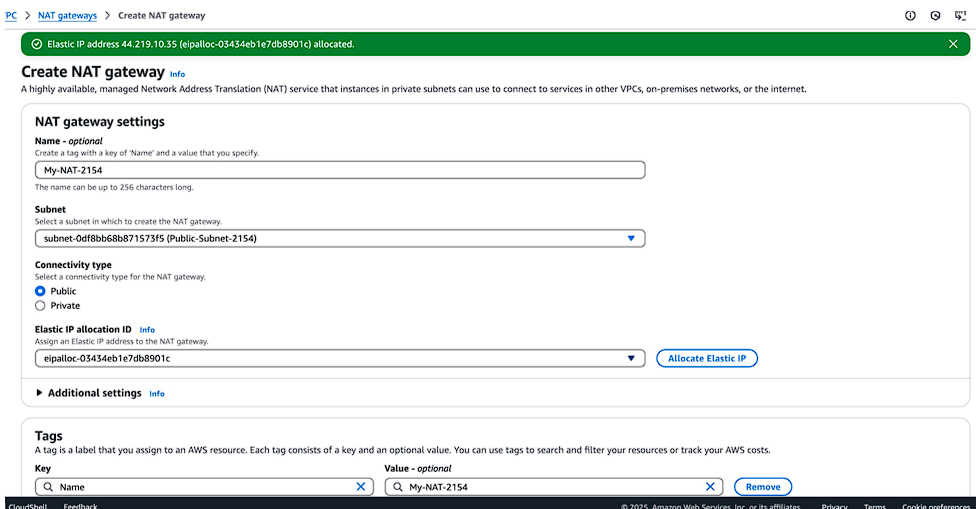 VPC > NAT gateways > Create NAT gateway
Elastic IP address 44.219.10.35 (eipalloc-03434eb1e7db8901c) allocated.
Create NAT gateway Info
A highly available, managed Network Address Translation (NAT) service that instances in private subnets can use to connect to services in other VPCs, on-premises networks, or the internet.
NAT gateway settings
Name - optional
Create a tag with a key of 'Name' and a value that you specify.
My-NAT-2154
The name can be up to 256 characters long.
Subnet
Select a subnet in which to create the NAT gateway.
subnet-0df8bb68b871573f5 (Public-Subnet-2154)
Connectivity type
Select a connectivity type for the NAT gateway.
Public
Private
Elastic IP allocation ID Info
Assign an Elastic IP address to the NAT gateway.
eipalloc-03434eb1e7db8901c Allocate Elastic IP
Additional settings Info
Tags
A tag is a label that you assign to an AWS resource. Each tag consists of a key and an optional value. You can use tags to search and filter your resources or track your AWS costs.
Key Value - optional
Name My-NAT-2154 Remove
CloudShell Feedback © 2025, Amazon Web Services, Inc. or its affiliates. Privacy Terms Cookie preferences